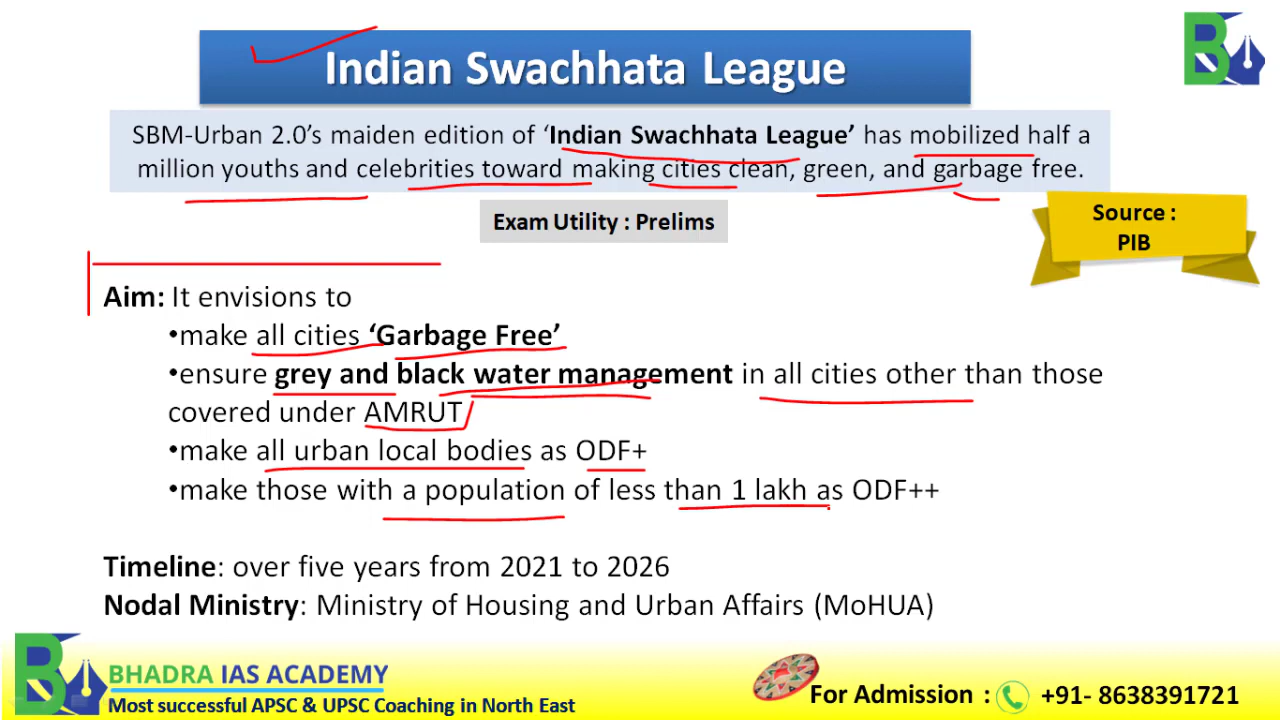 Indian Swachhata League
SBM-Urban 2.0’s maiden edition of ‘Indian Swachhata League’ has mobilized half a
million youths and celebrities toward making cities clean, green, and garbage free.
Exam Utility : Prelims
Source :
PIB
Aim: It envisions to
•make all cities ‘Garbage Free’
•ensure grey and black water management in all cities other than those
covered under AMRUT
•make all urban local bodies as ODF+
•make those with a population of less than 1 lakh as ODF++
Timeline: over five years from 2021 to 2026
Nodal Ministry: Ministry of Housing and Urban Affairs (MoHUA)
BHADRA IAS ACADEMY
Most successful APSC & UPSC Coaching in North East
For Admission : +91- 8638391721